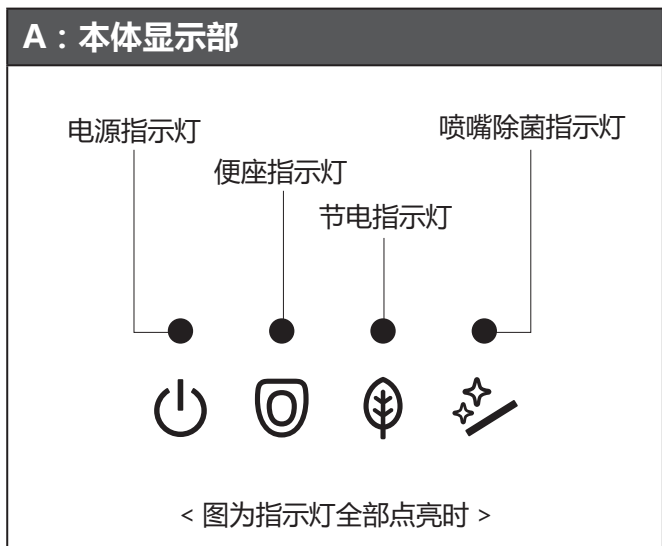 A：本体显示部
电源指示灯
喷嘴除菌指示灯
便座指示灯
节电指示灯
< 图为指示灯全部点亮时 >